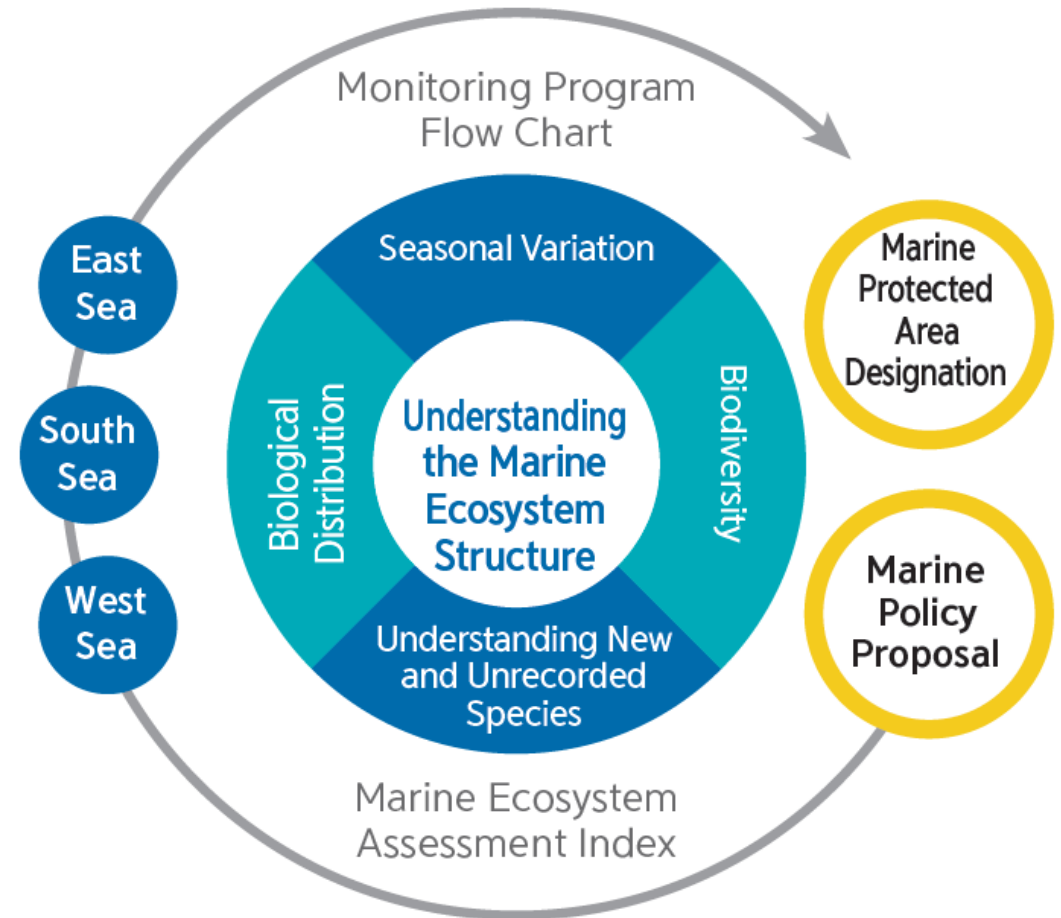 Monitoring Program
Flow Chart
East
Sea
South
Sea
West
Sea
Seasonal Variation
Biological
Distribution
Understanding
the Marine
Ecosystem
Structure
Biodiversity
Understanding New
and Unrecorded
Species
Marine
Protected
Area
Designation
Marine
Policy
Proposal
Marine Ecosystem
Assessment Index